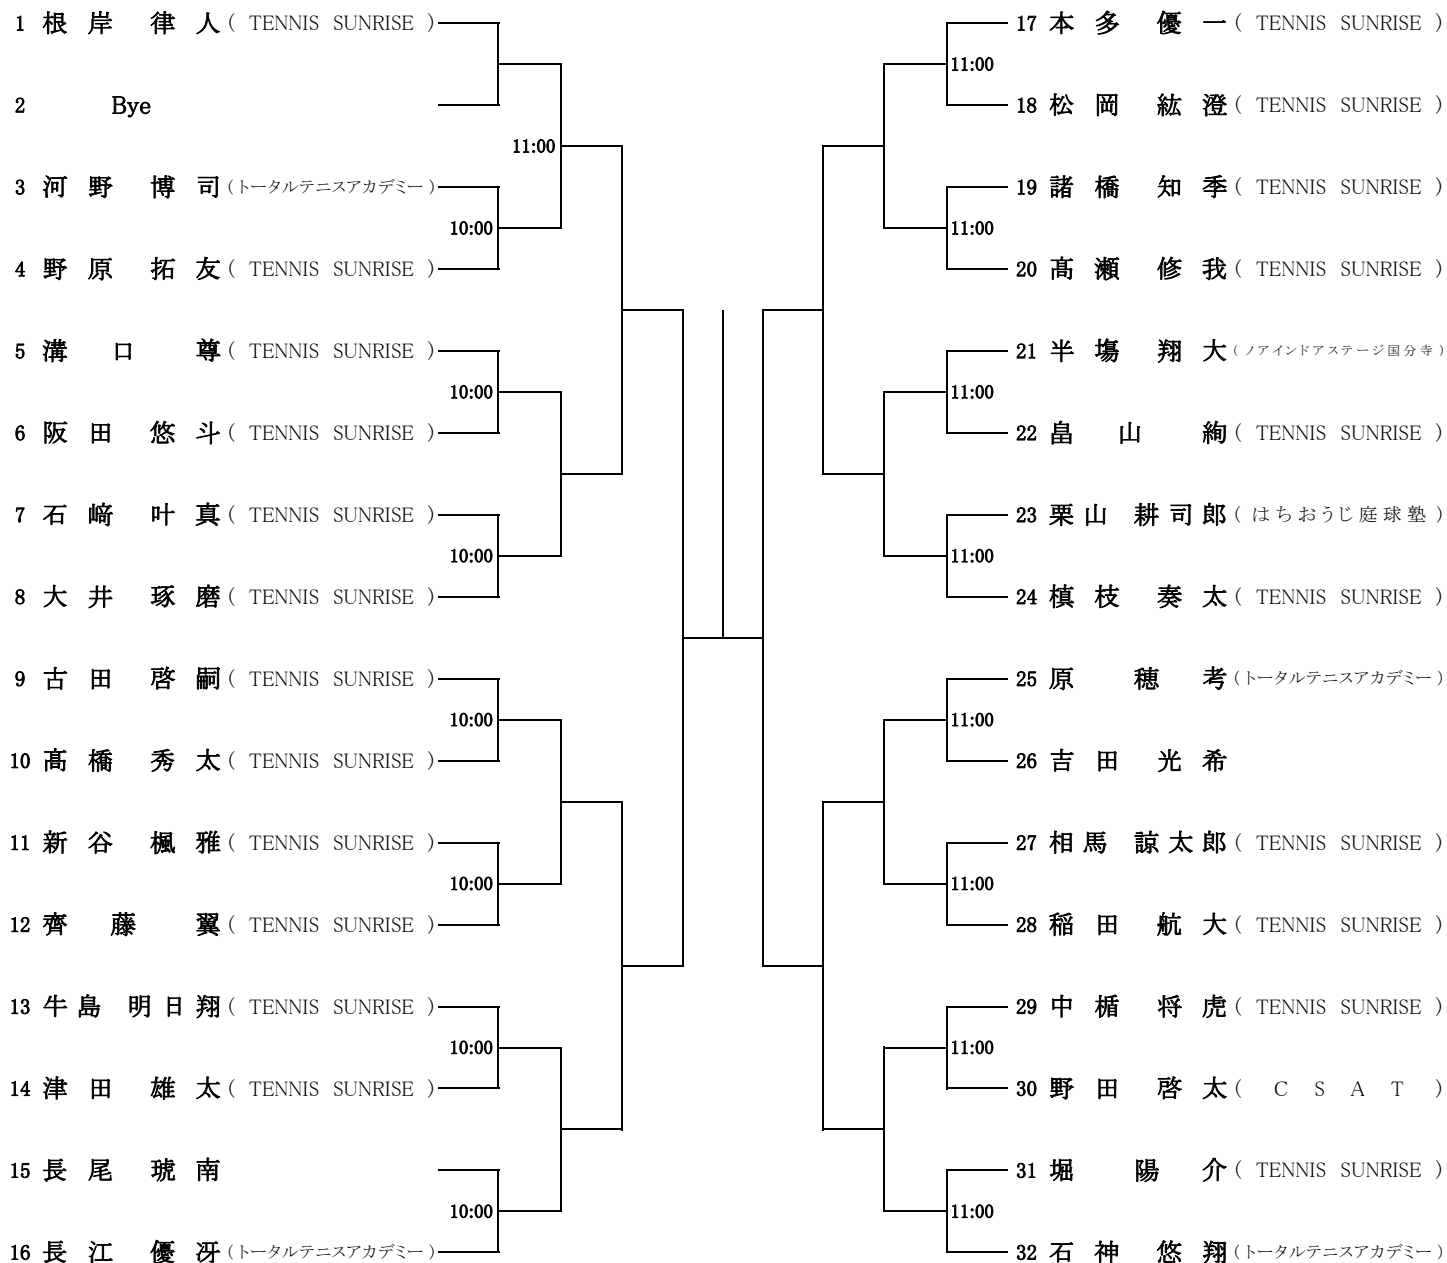 1 根岸 律人 ( TENNIS SUNRISE )
2 Bye
11:00
3 河野 博司 (トータルテニスアカデミー)
10:00
4 野原 拓友 ( TENNIS SUNRISE )
5 溝口 尊 ( TENNIS SUNRISE )
10:00
6 阪田 悠斗 ( TENNIS SUNRISE )
7 石﨑 叶真 ( TENNIS SUNRISE )
10:00
8 大井 琢磨 ( TENNIS SUNRISE )
9 古田 啓嗣 ( TENNIS SUNRISE )
10:00
10 髙橋 秀太 ( TENNIS SUNRISE )
11 新谷 楓雅 ( TENNIS SUNRISE )
10:00
12 齊藤 翼 ( TENNIS SUNRISE )
13 牛島 明日翔 ( TENNIS SUNRISE )
10:00
14 津田 雄太 ( TENNIS SUNRISE )
15 長尾 琥南
10:00
16 長江 優冴 (トータルテニスアカデミー)
17 本多 優一 ( TENNIS SUNRISE )
11:00
18 松岡 紘澄 ( TENNIS SUNRISE )
19 諸橋 知季 ( TENNIS SUNRISE )
11:00
20 髙瀬 修我 ( TENNIS SUNRISE )
21 半塲 翔大 (ノアインドアステージ国分寺)
11:00
22 畠山 絢 ( TENNIS SUNRISE )
23 栗山 耕司郎 (はちおうじ庭球塾)
11:00
24 槙枝 奏太 ( TENNIS SUNRISE )
25 原 穂考 (トータルテニスアカデミー)
11:00
26 吉田 光希
27 相馬 諒太郎 ( TENNIS SUNRISE )
11:00
28 稲田 航大 ( TENNIS SUNRISE )
29 中楯 将虎 ( TENNIS SUNRISE )
11:00
30 野田 啓太 ( CSAT )
31 堀 陽介 ( TENNIS SUNRISE )
11:00
32 石神 悠翔 (トータルテニスアカデミー)